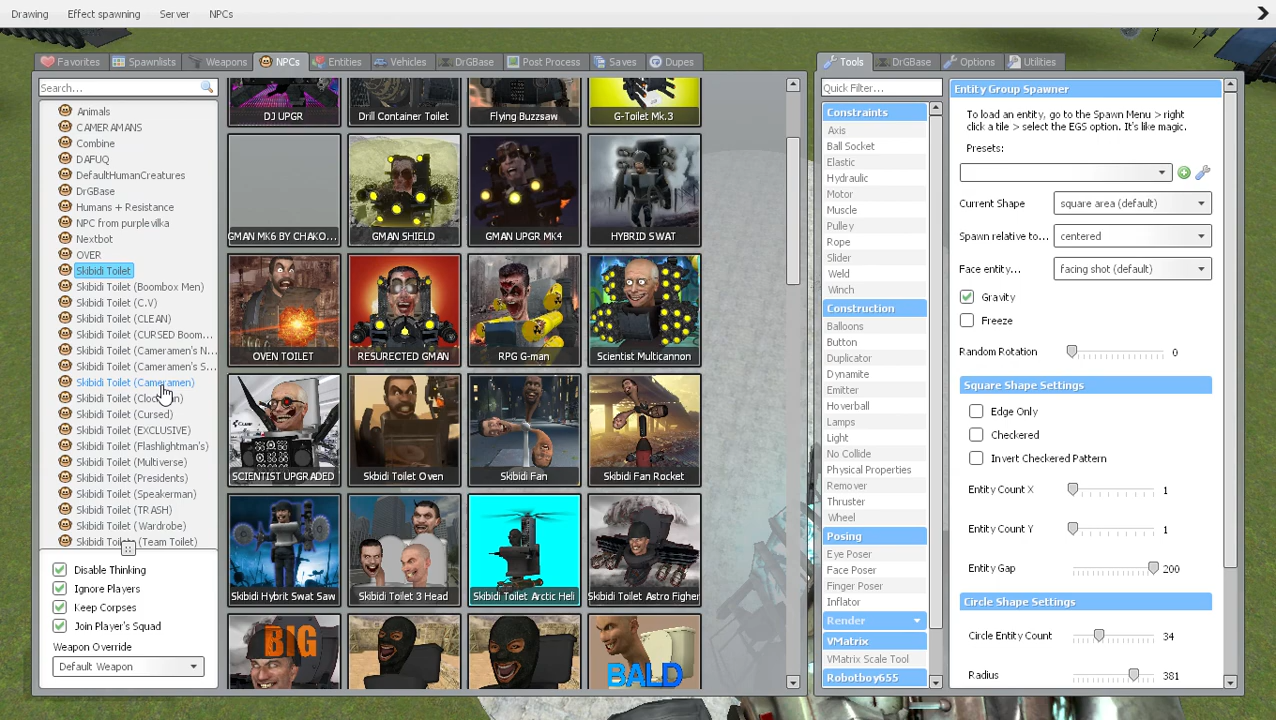 Drawing Effect spawning Server NPCs
Favorites Spawnlists Weapons NPCs Entities Vehicles DrGBase Post Process Saves Dupes
Search...
Animals
CAMERAMANS
Combine
DAFUQ
DefaultHumanCreatures
DrGBase
Humans + Resistance
NPC from purplevilka
Nextbot
OVER
Skibidi Toilet
Skibidi Toilet (Boombox Men)
Skibidi Toilet (C.V)
Skibidi Toilet (CLEAN)
Skibidi Toilet (CURSED Boom...
Skibidi Toilet (Cameramen's N...
Skibidi Toilet (Cameramen's S...
Skibidi Toilet (Cameramen)
Skibidi Toilet
Skibidi Toilet (Cursed)
Skibidi Toilet (EXCLUSIVE)
Skibidi Toilet (Flashlightman's)
Skibidi Toilet (Multiverse)
Skibidi Toilet (Presidents)
Skibidi Toilet (Speakerman)
Skibidi Toilet (TRASH)
Skibidi Toilet (Wardrobe)
Skibidi (Team Toilet)
Disable Thinking
Ignore Players
Keep Corpses
Join Player's Squad
Weapon Override
Default Weapon
DJ UPGR Drill Container Toilet Flying Buzzsaw G-Toilet Mk.3
GMAN MK6 BY CHAKO... GMAN SHIELD GMAN UPGR MK4 HYBRID SWAT
OVEN TOILET RESURECTED GMAN RPG G-man Scientist Multicannon
SCIENTIST UPGRADED Skbidi Toilet Oven Skibidi Fan Skibidi Fan Rocket
Skibidi Hybrit Swat Saw Skibidi Toilet 3 Head Skibidi Toilet Arctic Heli Skibidi Toilet Astro Figher
BIG
BALD
Tools DrGBase Options Utilities
Quick Filter...
Constraints
Axis
Ball Socket
Elastic
Hydraulic
Motor
Muscle
Pulley
Rope
Slider
Weld
Winch
Construction
Balloons
Button
Duplicator
Dynamite
Emitter
Hoverball
Lamps
Light
No Collide
Physical Properties
Remover
Thruster
Wheel
Posing
Eye Poser
Face Poser
Finger Poser
Inflator
Render
VMatrix
VMatrix Scale Tool
Robotboy655
Entity Group Spawner
To load an entity, go to the Spawn Menu > right
click a tile > select the EGS option. It's like magic.
Presets:
Current Shape square area (default)
Spawn relative to... centered
Face entity... facing shot (default)
Gravity
Freeze
Random Rotation 0
Square Shape Settings
Edge Only
Checkered
Invert Checkered Pattern
Entity Count X 1
Entity Count Y 1
Entity Gap 200
Circle Shape Settings
Circle Entity Count 34
Radius 381